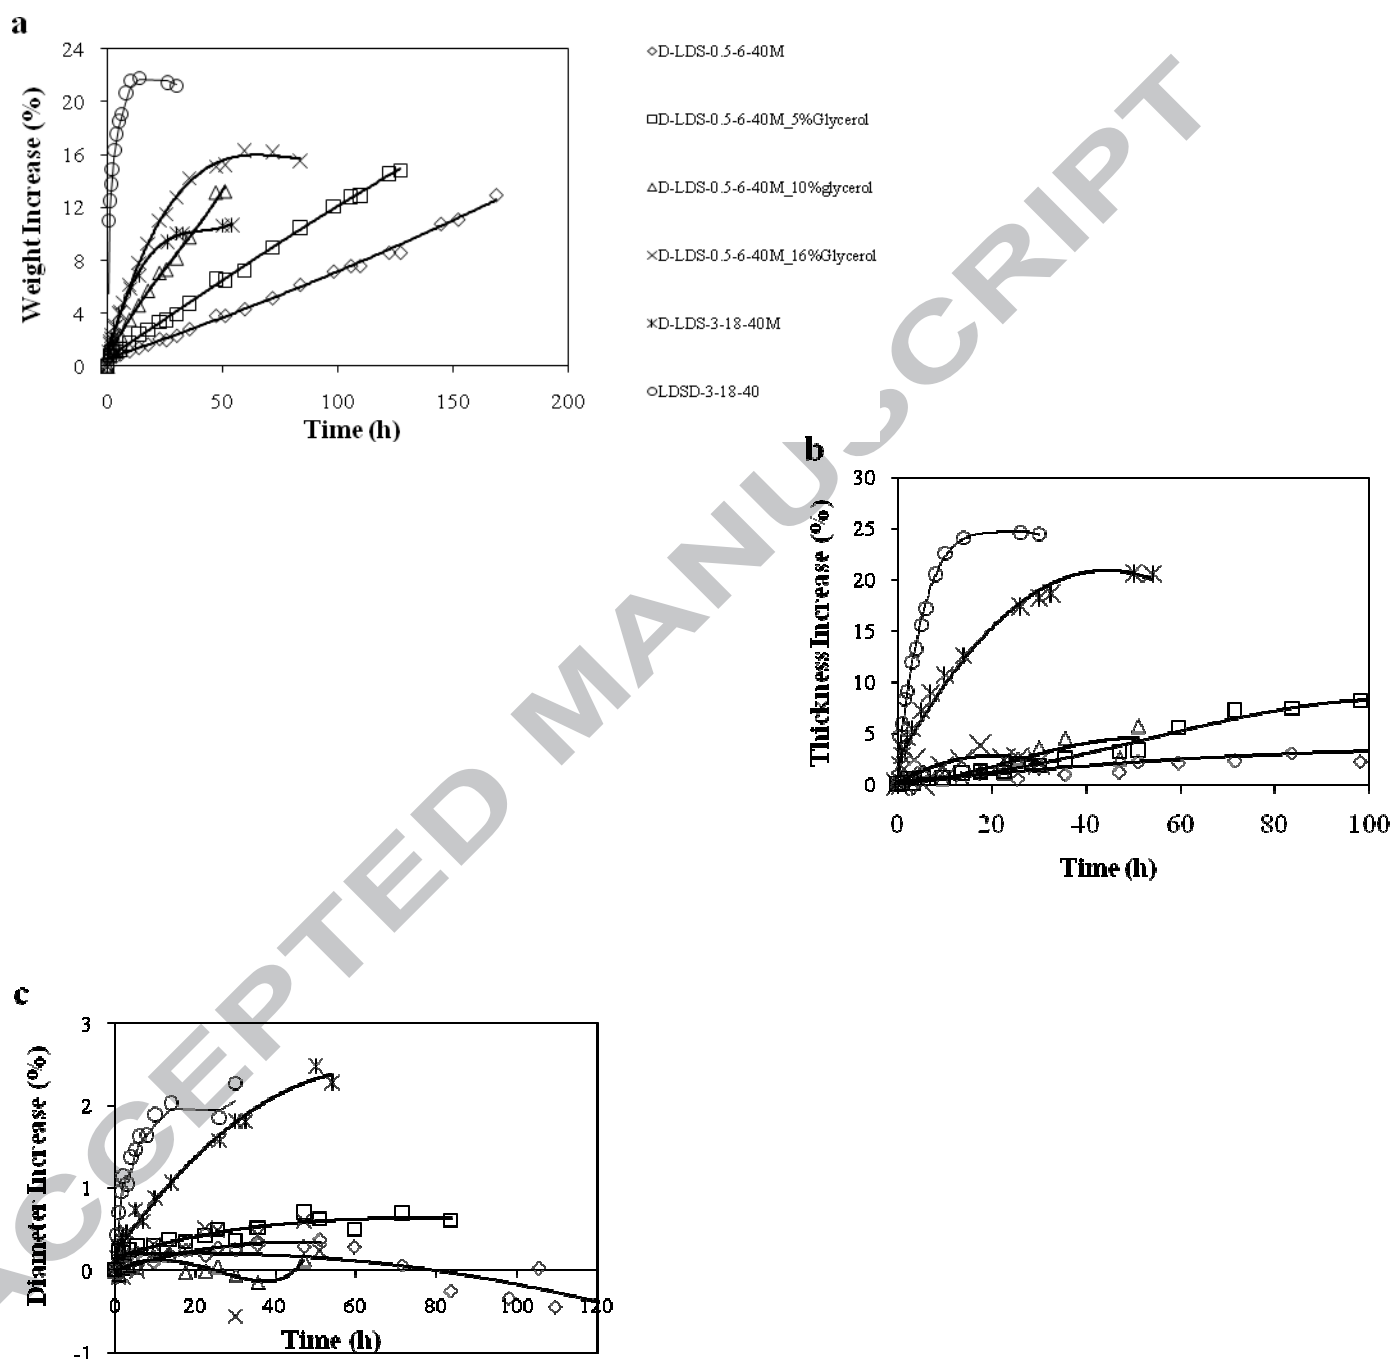 a
24
20
16
12
8
4
0
Weight Increase (%)
0 50 100 150 200
Time (h)
D-LDS-0.5-6-40M
D-LDS-0.5-6-40M_5%Glycerol
D-LDS-0.5-6-40M_10%glycerol
D-LDS-0.5-6-40M_16%Glycerol
D-LDS-3-18-40M
LDSD-3-18-40
b
30
25
20
15
10
5
0
Thickness Increase (%)
0 20 40 60 80 100
Time (h)
c
3
2
1
0
-1
Diameter Increase (%)
0 20 40 60 80 100 120
Time (h)
ACCEPTED MANUSCRIPT